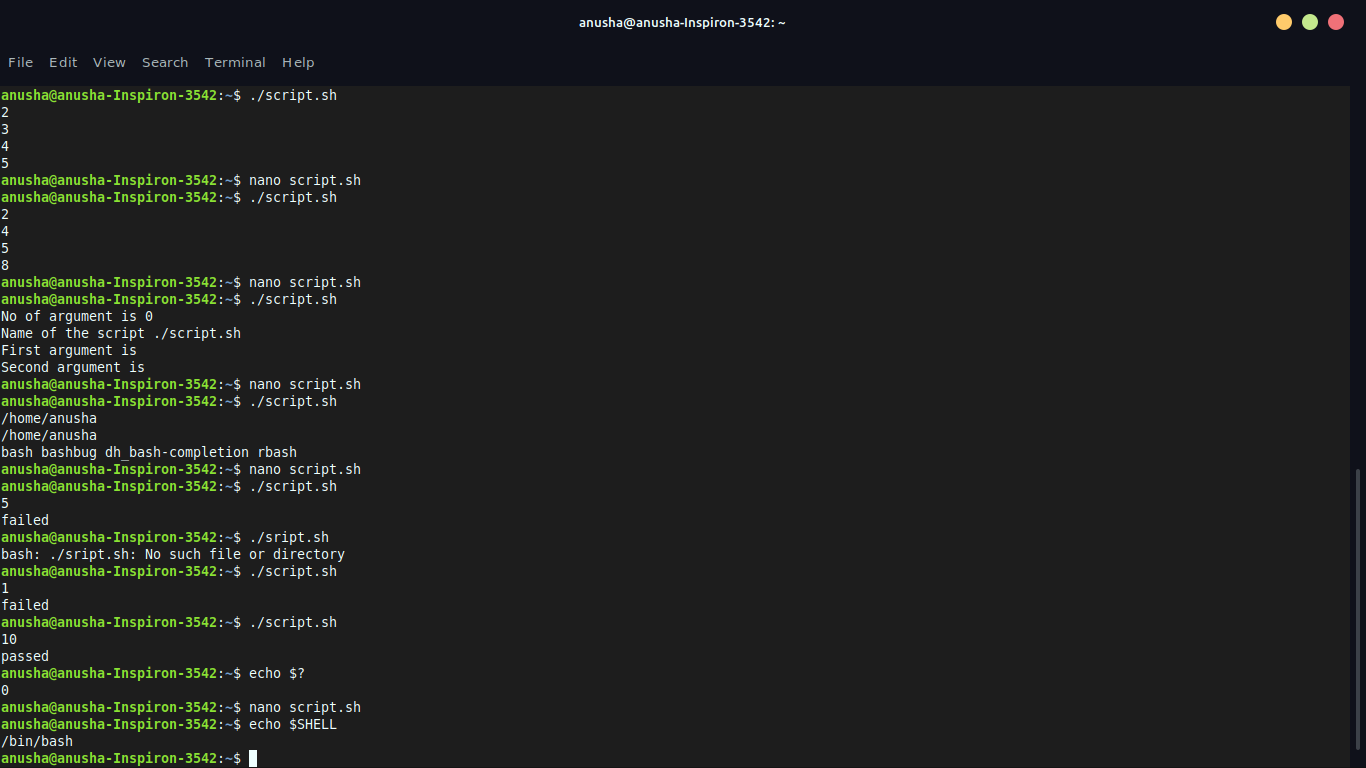 anusha@anusha-Inspiron-3542: ~
File Edit View Search Terminal Help
anusha@anusha-Inspiron-3542:~$ ./script.sh
2
3
4
5
anusha@anusha-Inspiron-3542:~$ nano script.sh
anusha@anusha-Inspiron-3542:~$ ./script.sh
2
4
5
8
anusha@anusha-Inspiron-3542:~$ nano script.sh
anusha@anusha-Inspiron-3542:~$ ./script.sh
No of argument is 0
Name of the script ./script.sh
First argument is
Second argument is
anusha@anusha-Inspiron-3542:~$ nano script.sh
anusha@anusha-Inspiron-3542:~$ ./script.sh
/home/anusha
/home/anusha
bash bashbug dh_bash-completion rbash
anusha@anusha-Inspiron-3542:~$ nano script.sh
anusha@anusha-Inspiron-3542:~$ ./script.sh
5
failed
anusha@anusha-Inspiron-3542:~$ ./sript.sh
bash: ./sript.sh: No such file or directory
anusha@anusha-Inspiron-3542:~$ ./script.sh
1
failed
anusha@anusha-Inspiron-3542:~$ ./script.sh
10
passed
anusha@anusha-Inspiron-3542:~$ echo $?
0
anusha@anusha-Inspiron-3542:~$ nano script.sh
anusha@anusha-Inspiron-3542:~$ echo $SHELL
/bin/bash
anusha@anusha-Inspiron-3542:~$